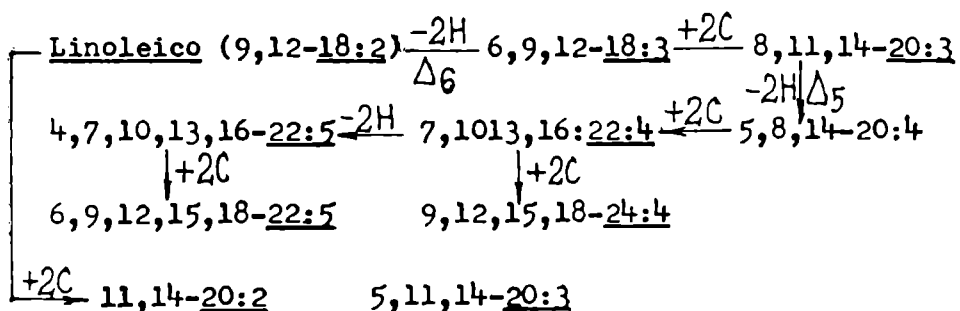 Linoleico (9,12-18:2) -2H Δ6 6,9,12-18:3 +2C 8,11,14-20:3
-2H Δ5
4,7,10,13,16-22:5 -2H 7,1013,16:22:4 +2C 5,8,14-20:4
+2C +2C
6,9,12,15,18-22:5 9,12,15,18-24:4
+2C 11,14-20:2 5,11,14-20:3